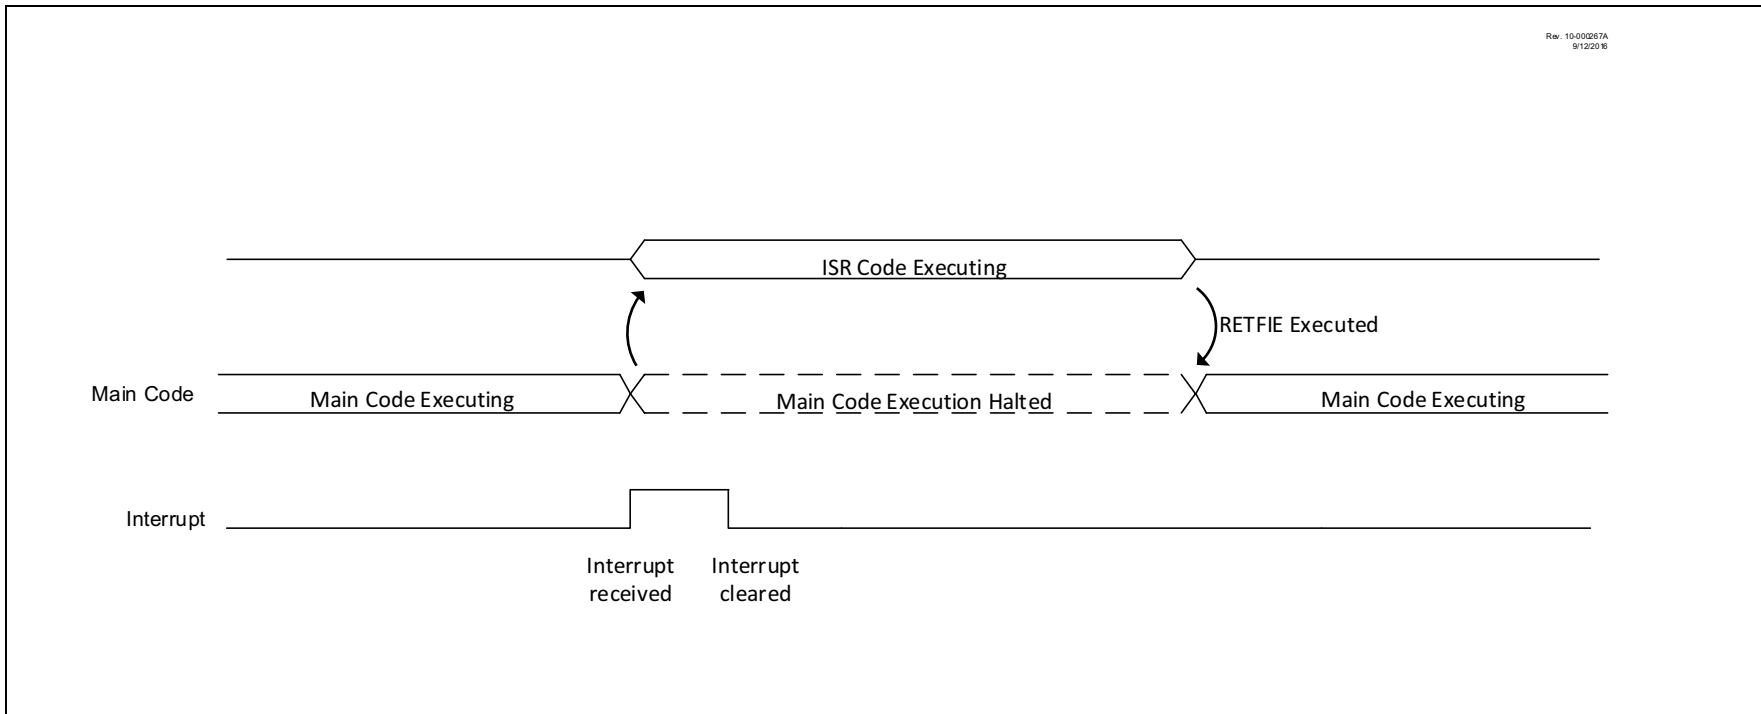 Rev. 10-000267A
9/12/2016
ISR Code Executing
RETFIE Executed
Main Code
Main Code Executing
Main Code Execution Halted
Main Code Executing
Interrupt
Interrupt
received
Interrupt
cleared